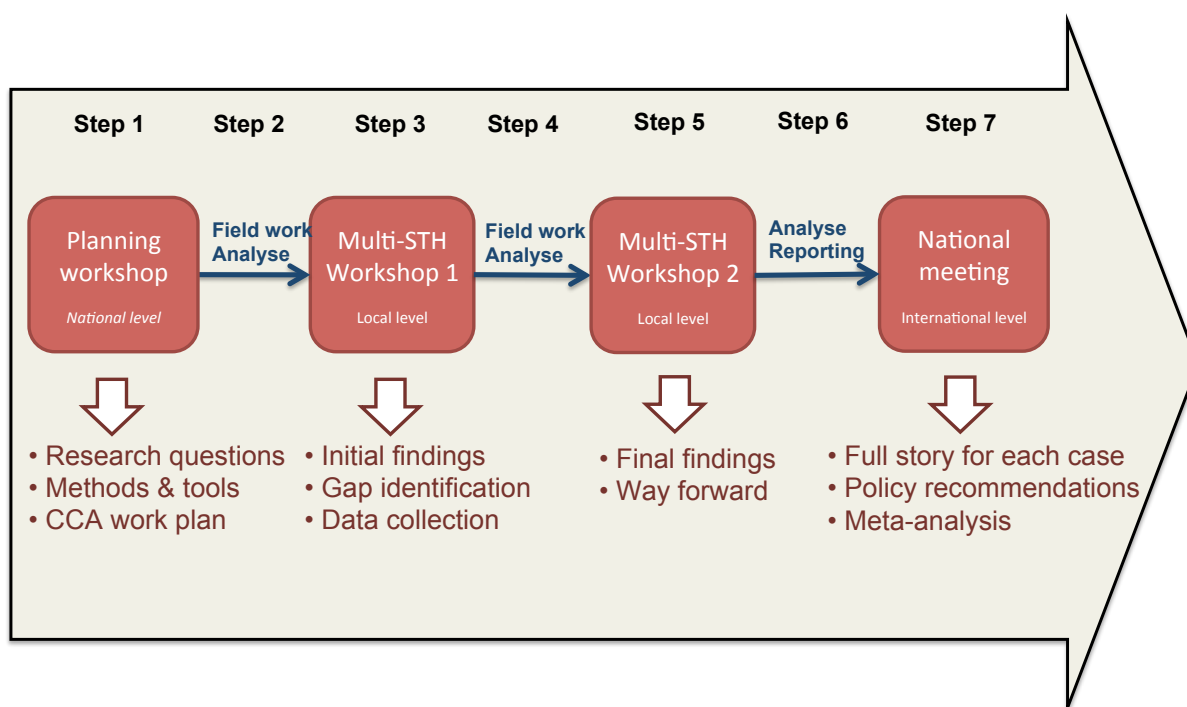 Step 1
Step 2
Step 3
Step 4
Step 5
Step 6
Step 7
Planning
workshop
National level
Field work
Analyse
Multi-STH
Workshop 1
Local level
Field work
Analyse
Multi-STH
Workshop 2
Local level
Analyse
Reporting
National
meeting
International level
• Research questions
• Methods & tools
• CCA work plan
• Initial findings
• Gap identification
• Data collection
• Final findings
• Way forward
• Full story for each case
• Policy recommendations
• Meta-analysis